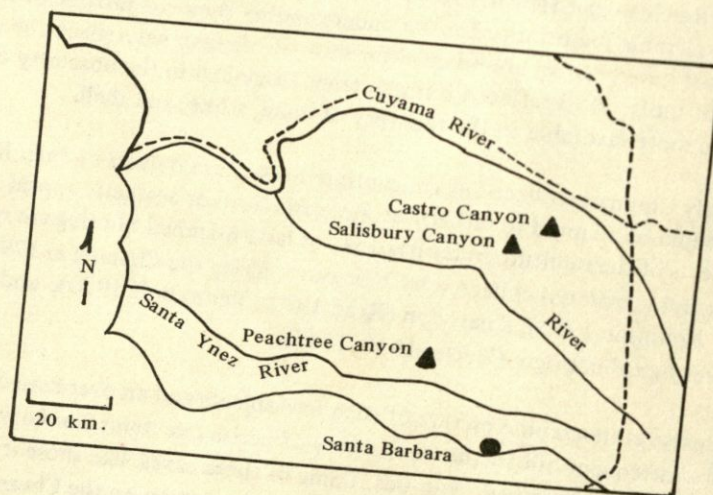 Cuyama River
Castro Canyon
Salisbury Canyon
N
River
Santa Ynez River
Peachtree Canyon
20 km.
Santa Barbara